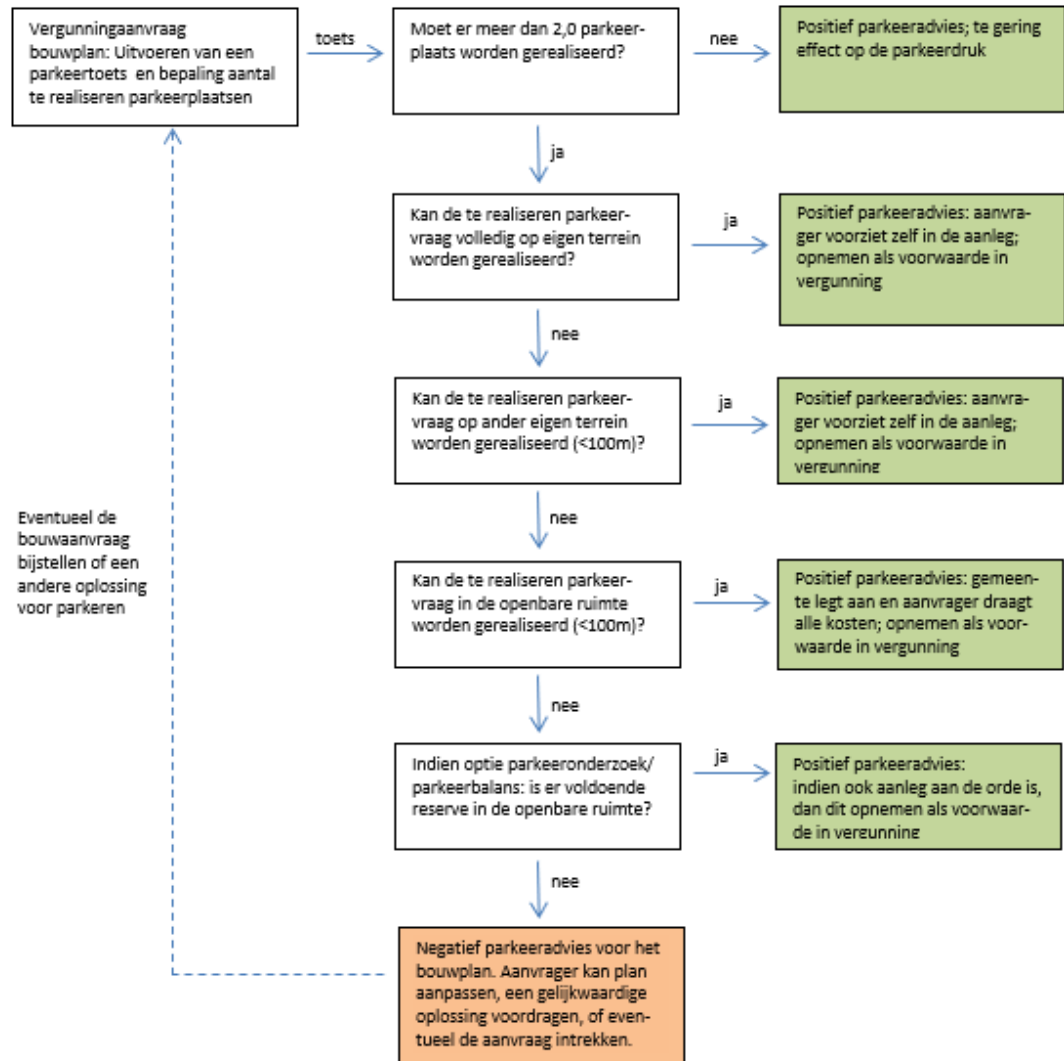 Vergunningaanvraag
bouwplan: Uitvoeren van een
parkeertoets en bepaling aantal
te realiseren parkeerplaatsen
toets
Moet er meer dan 2,0 parkeer-
plaats worden gerealiseerd?
nee
Positief parkeeradvies; te gering
effect op de parkeerdruk
ja
Kan de te realiseren parkeer-
vraag volledig op eigen terrein
worden gerealiseerd?
ja
Positief parkeeradvies: aanvra-
ger voorziet zelf in de aanleg;
opnemen als voorwaarde in
vergunning
nee
Kan de te realiseren parkeer-
vraag op ander eigen terrein
worden gerealiseerd (<100m)?
ja
Positief parkeeradvies: aanvra-
ger voorziet zelf in de aanleg;
opnemen als voorwaarde in
vergunning
nee
Eventueel de
bouwaanvraag
bijstellen of een
andere oplossing
voor parkeren
Kan de te realiseren parkeer-
vraag in de openbare ruimte
worden gerealiseerd (<100m)?
ja
Positief parkeeradvies: gemeen-
te legt aan en aanvrager draagt
alle kosten; opnemen als voor-
waarde in vergunning
nee
Indien optie parkeeronderzoek/
parkeerbalans: is er voldoende
reserve in de openbare ruimte?
ja
Positief parkeeradvies:
indien ook aanleg aan de orde is,
dan dit opnemen als voorwaar-
de in vergunning
nee
Negatief parkeeradvies voor het
bouwplan. Aanvrager kan plan
aanpassen, een gelijkwaardige
oplossing voordragen, of even-
tueel de aanvraag intrekken.